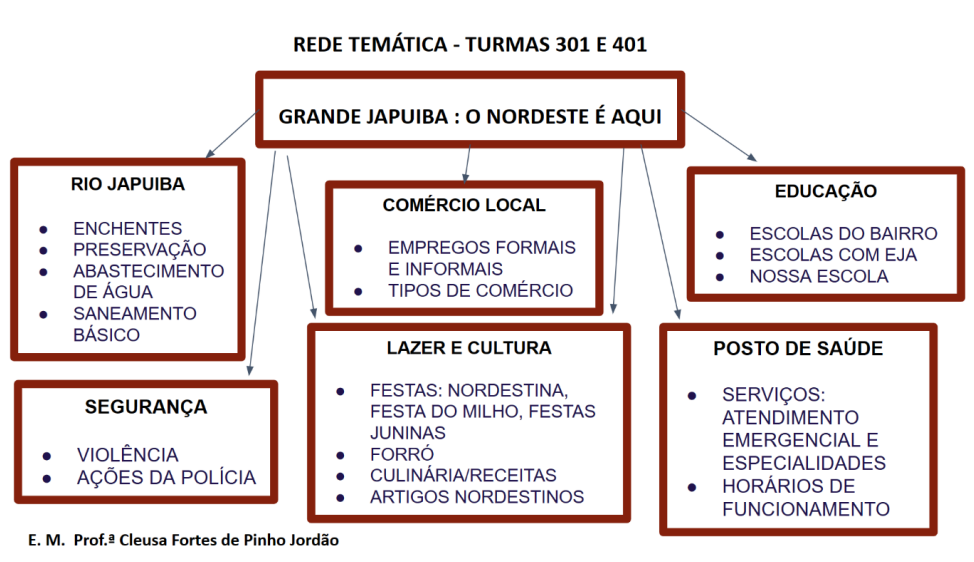 REDE TEMÁTICA - TURMAS 301 E 401
GRANDE JAPUIBA : O NORDESTE É AQUI
RIO JAPUIBA
● ENCHENTES
● PRESERVAÇÃO
● ABASTECIMENTO
DE ÁGUA
● SANEAMENTO
BÁSICO
COMÉRCIO LOCAL
● EMPREGOS FORMAIS
E INFORMAIS
● TIPOS DE COMÉRCIO
EDUCAÇÃO
● ESCOLAS DO BAIRRO
● ESCOLAS COM EJA
● NOSSA ESCOLA
SEGURANÇA
● VIOLÊNCIA
● AÇÕES DA POLÍCIA
LAZER E CULTURA
● FESTAS: NORDESTINA,
FESTA DO MILHO, FESTAS
JUNINAS
● FORRÓ
● CULINÁRIA/RECEITAS
● ARTIGOS NORDESTINOS
POSTO DE SAÚDE
● SERVIÇOS:
ATENDIMENTO
EMERGENCIAL E
ESPECIALIDADES
● HORÁRIOS DE
FUNCIONAMENTO
E. M. Prof.ª Cleusa Fortes de Pinho Jordão